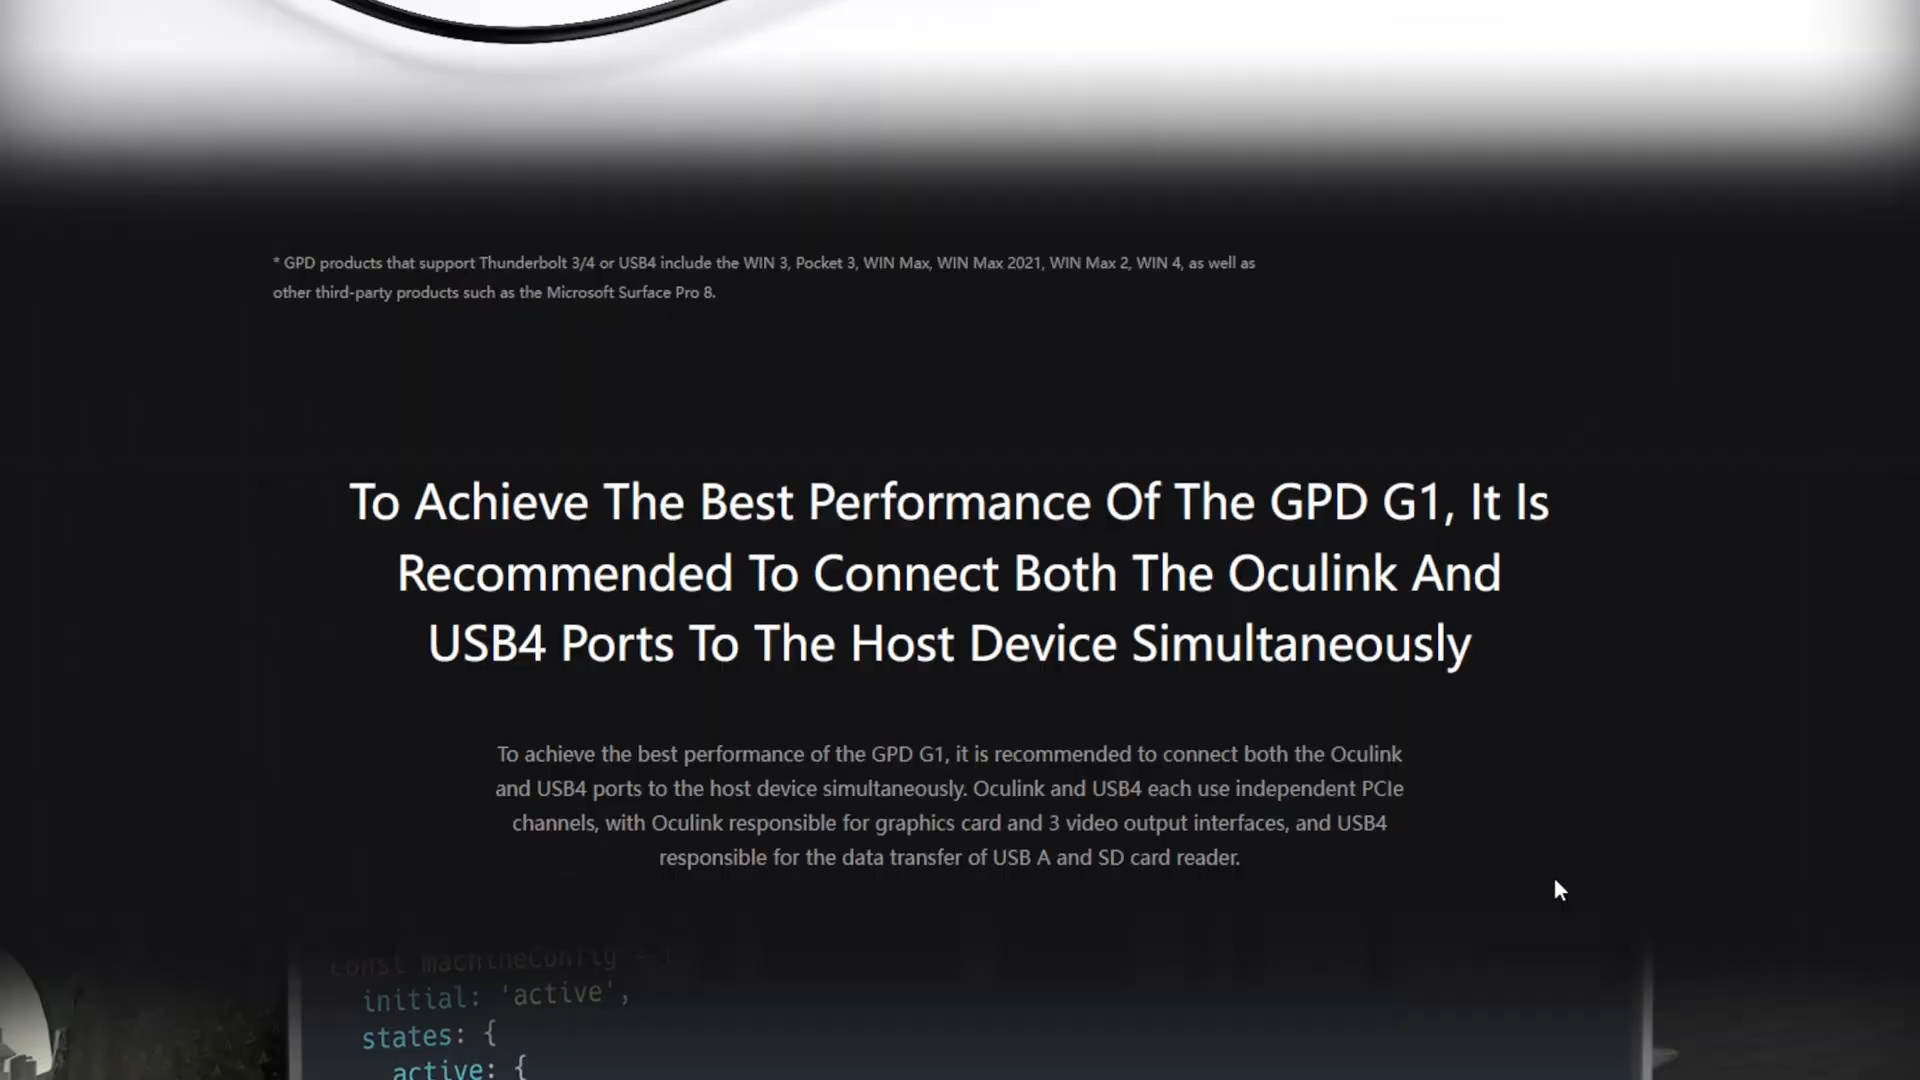 * GPD products that support Thunderbolt 3/4 or USB4 include the WIN 3, Pocket 3, WIN Max, WIN Max 2021, WIN Max 2, WIN 4, as well as
other third-party products such as the Microsoft Surface Pro 8.
To Achieve The Best Performance Of The GPD G1, It Is
Recommended To Connect Both The Oculink And
USB4 Ports To The Host Device Simultaneously
To achieve the best performance of the GPD G1, it is recommended to connect both the Oculink
and USB4 ports to the host device simultaneously. Oculink and USB4 each use independent PCIe
channels, with Oculink responsible for graphics card and 3 video output interfaces, and USB4
responsible for the data transfer of USB A and SD card reader.
const machineConfig = {
initial: 'active',
states: {
active: {